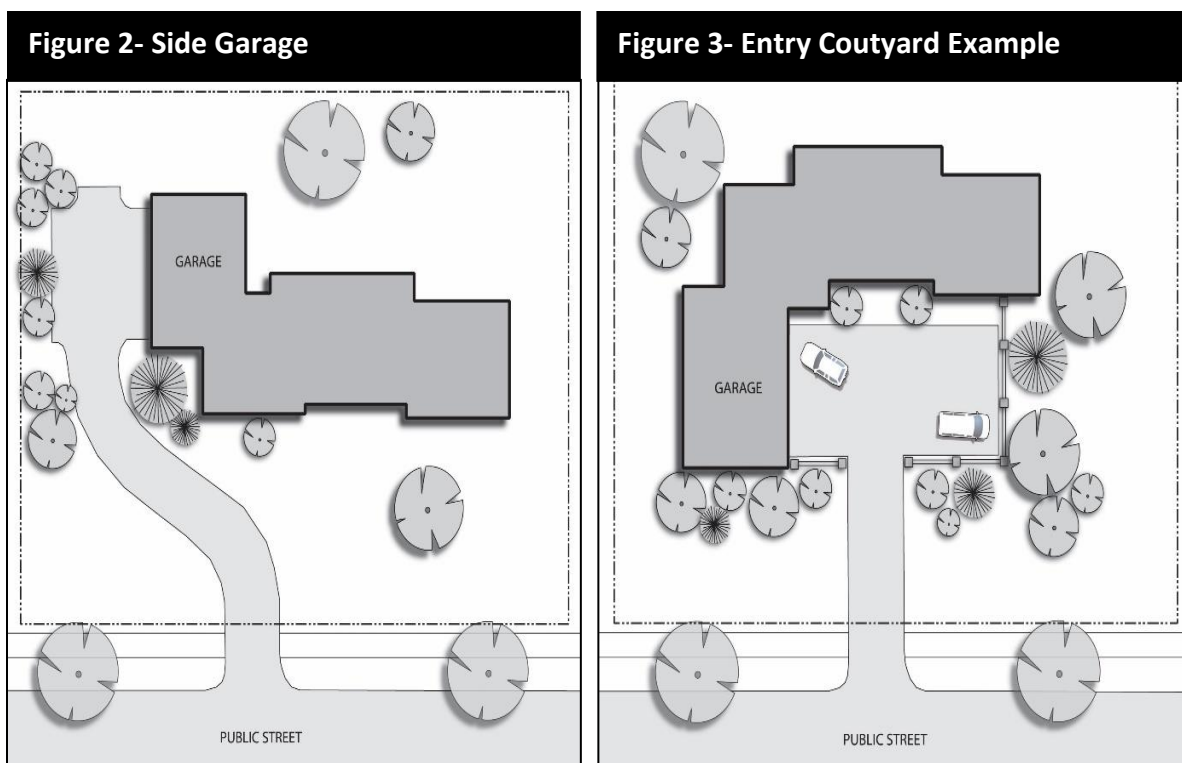 Figure 2- Side Garage
GARAGE
PUBLIC STREET
Figure 3- Entry Coutyard Example
GARAGE
PUBLIC STREET